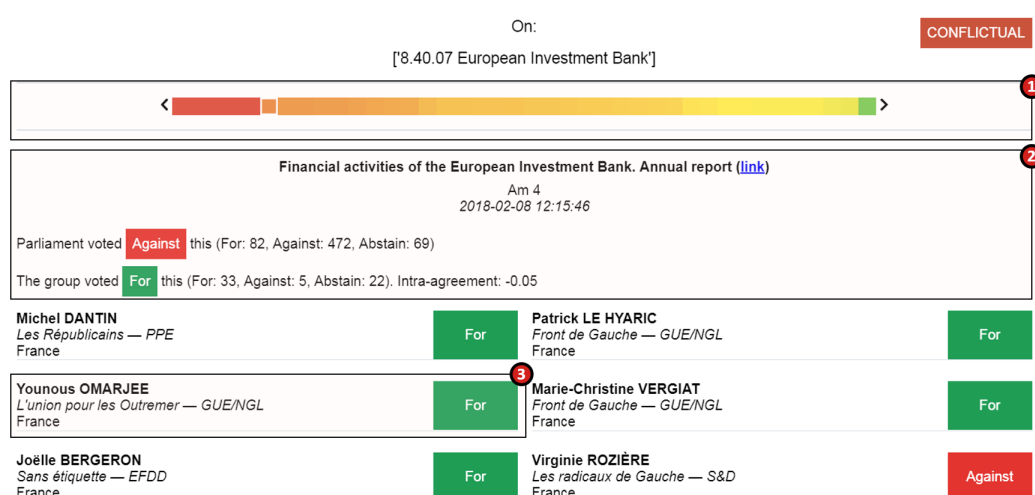 On:
CONFLICTUAL
['8.40.07 European Investment Bank']
1
2
Financial activities of the European Investment Bank. Annual report (link)
Am 4
2018-02-08 12:15:46
Parliament voted Against this (For: 82, Against: 472, Abstain: 69)
The group voted For this (For: 33, Against: 5, Abstain: 22). Intra-agreement: -0.05
Michel DANTIN
Les Républicains — PPE
France
For
Patrick LE HYARIC
Front de Gauche — GUE/NGL
France
For
3
Younous OMARJEE
L'union pour les Outremer — GUE/NGL
France
For
Marie-Christine VERGIAT
Front de Gauche — GUE/NGL
France
For
Joëlle BERGERON
Sans étiquette — EFDD
France
For
Virginie ROZIÈRE
Les radicaux de Gauche — S&D
France
Against